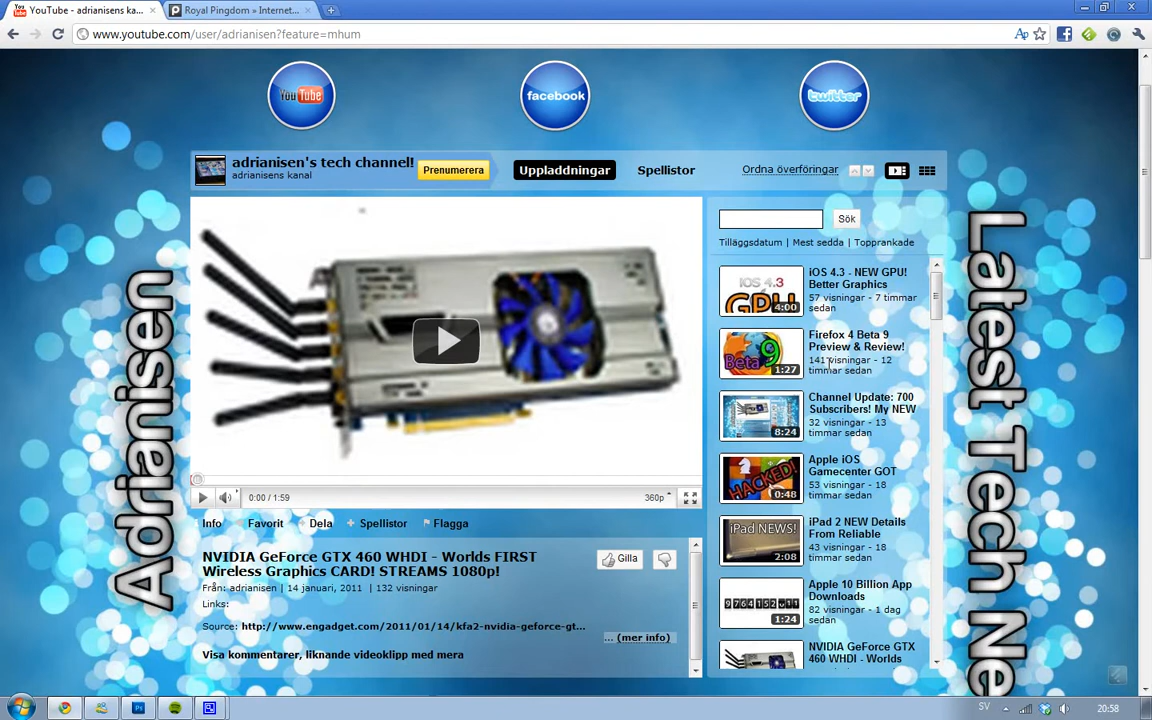 YouTube - adrianisens ka...
Royal Pingdom » Internet...
www.youtube.com/user/adrianisen?feature=mhum
You Tube
facebook
twitter
adrianisen's tech channel!
adrianisens kanal
Prenumerera
Uppladdningar
Spellistor
Ordna överföringar
Sök
Tilläggsdatum | Mest sedda | Topprankade
iOS 4.3
GPU
4:00
iOS 4.3 - NEW GPU!
Better Graphics
57 visningar - 7 timmar
sedan
Beta 9
1:27
Firefox 4 Beta 9
Preview & Review!
141 visningar - 12
timmar sedan
8:24
Channel Update: 700
Subscribers! My NEW
32 visningar - 13
timmar sedan
HACKED!
0:48
Apple iOS
Gamecenter GOT
53 visningar - 18
timmar sedan
iPad NEWS!
2:08
iPad 2 NEW Details
From Reliable
43 visningar - 18
timmar sedan
1:24
Apple 10 Billion App
Downloads
82 visningar - 1 dag
sedan
NVIDIA GeForce GTX
460 WHDI - Worlds
Adrianisen
Latest Tech Ne
0:00 / 1:59
360p
Info
Favorit
Dela
Spellistor
Flagga
NVIDIA GeForce GTX 460 WHDI - Worlds FIRST
Wireless Graphics CARD! STREAMS 1080p!
Gilla
Från: adrianisen | 14 januari, 2011 | 132 visningar
Links:
Source: http://www.engadget.com/2011/01/14/kfa2-nvidia-geforce-gt...
... (mer info)
Visa kommentarer, liknande videoklipp med mera
SV
20:58